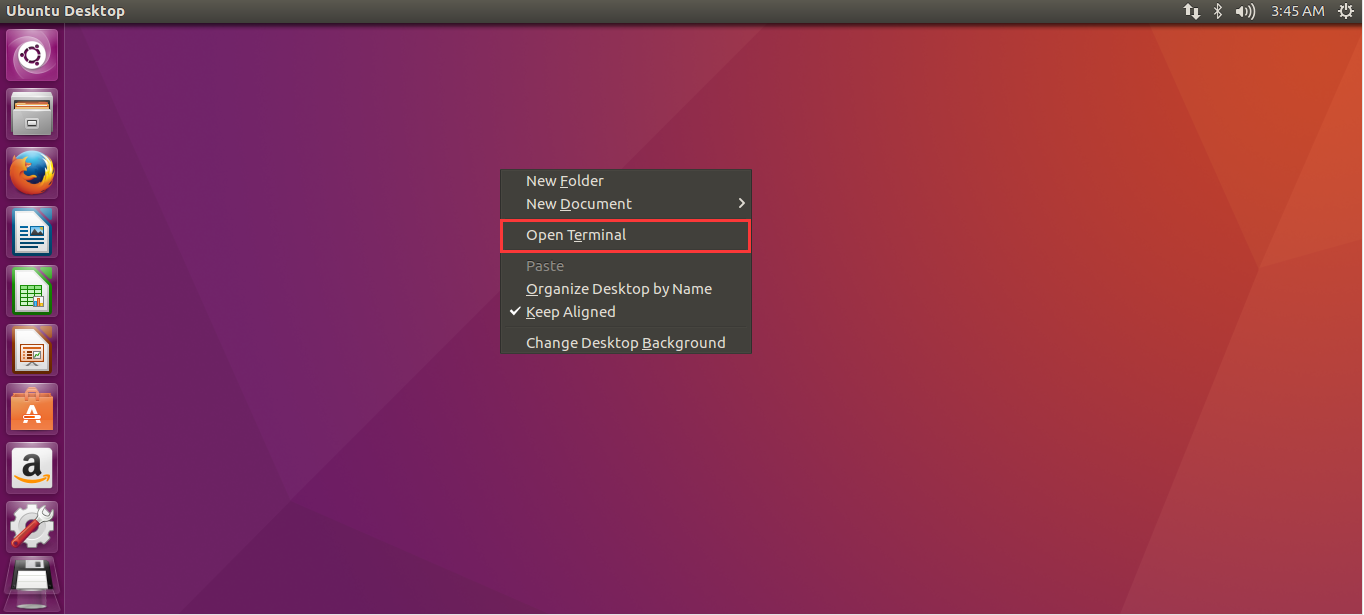 Ubuntu Desktop
3:45 AM
New Folder
New Document
Open Terminal
Paste
Organize Desktop by Name
Keep Aligned
Change Desktop Background
A
a